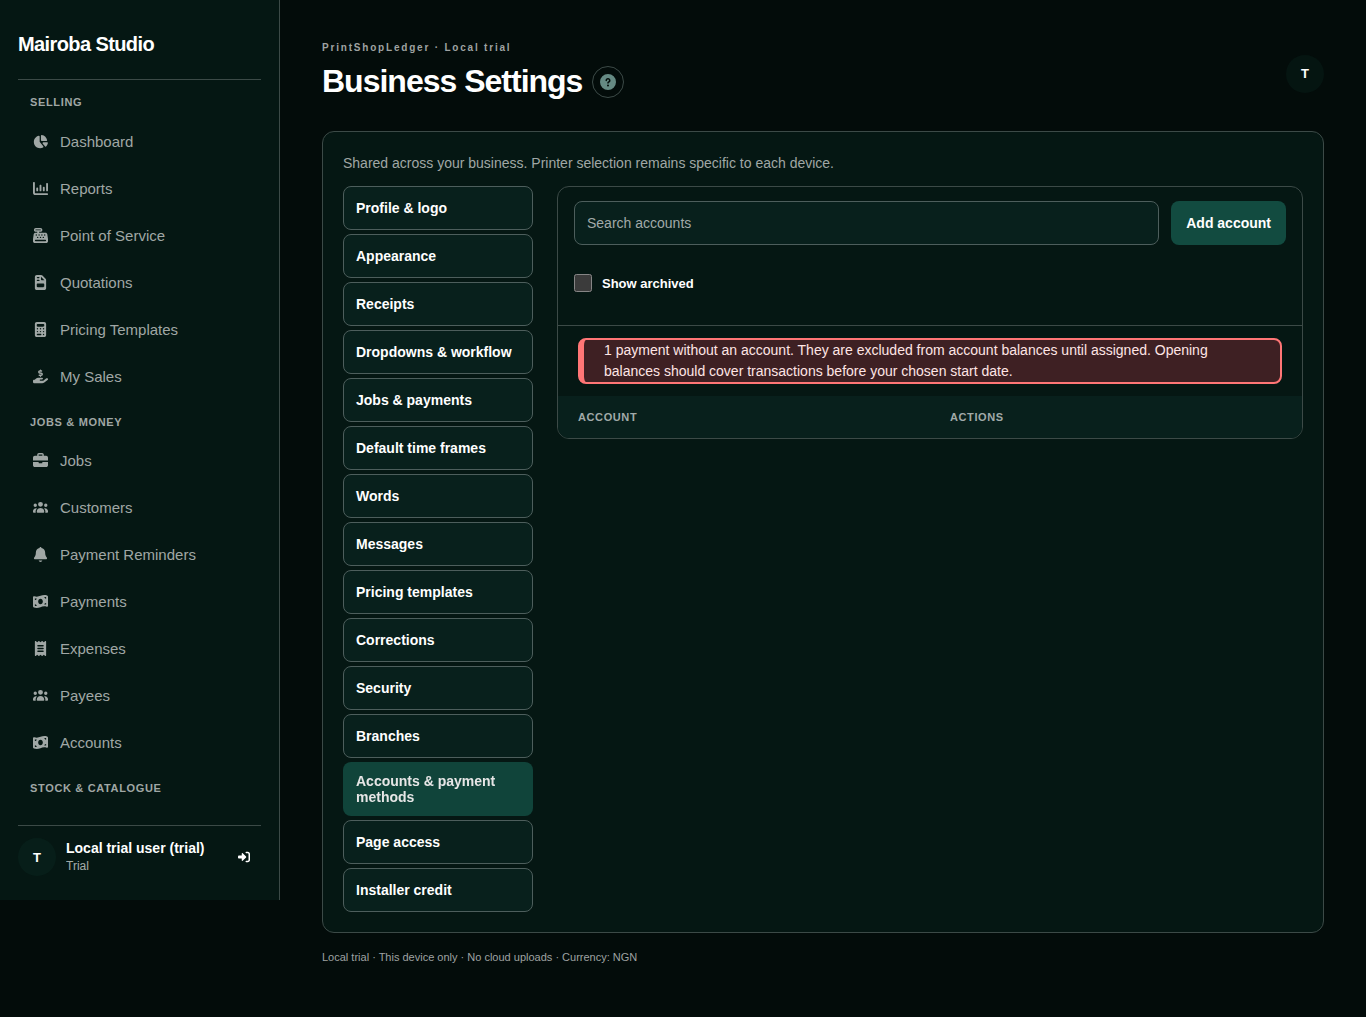 Mairoba Studio
SELLING
Dashboard
Reports
Point of Service
Quotations
Pricing Templates
My Sales
JOBS & MONEY
Jobs
Customers
Payment Reminders
Payments
Expenses
Payees
Accounts
STOCK & CATALOGUE
T
Local trial user (trial)
Trial
PrintShopLedger · Local trial
Business Settings
?
T
Shared across your business. Printer selection remains specific to each device.
Profile & logo
Appearance
Receipts
Dropdowns & workflow
Jobs & payments
Default time frames
Words
Messages
Pricing templates
Corrections
Security
Branches
Accounts & payment
methods
Page access
Installer credit
Search accounts
Add account
Show archived
1 payment without an account. They are excluded from account balances until assigned. Opening
balances should cover transactions before your chosen start date.
ACCOUNT
ACTIONS
Local trial · This device only · No cloud uploads · Currency: NGN